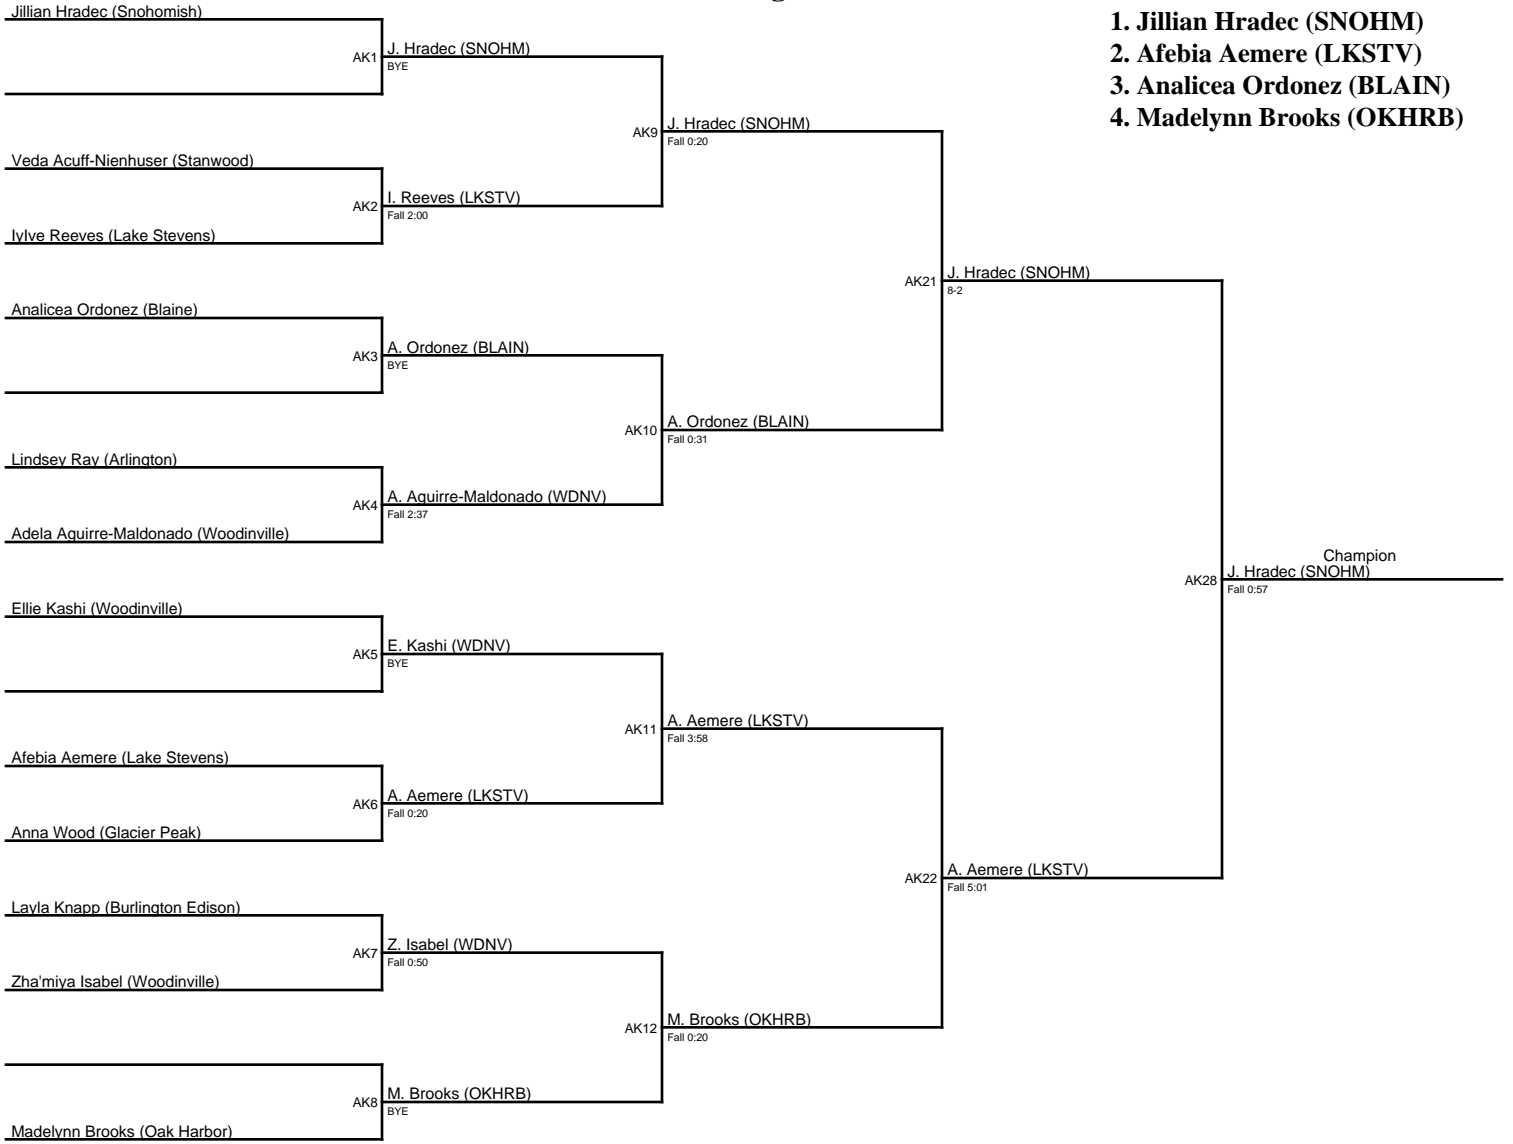 1. Jillian Hradec (SNOHM)
2. Afebia Aemere (LKSTV)
3. Analicea Ordonez (BLAIN)
4. Madelynn Brooks (OKHRB)
Jillian Hradec (Snohomish)
AK1
J. Hradec (SNOHM)
BYE
Veda Acuff-Nienhuser (Stanwood)
AK2
I. Reeves (LKSTV)
Fall 2:00
Iylve Reeves (Lake Stevens)
AK9
J. Hradec (SNOHM)
Fall 0:20
Analicea Ordonez (Blaine)
AK3
A. Ordonez (BLAIN)
BYE
Lindsey Ray (Arlington)
AK4
A. Aguirre-Maldonado (WDNV)
Fall 2:37
Adela Aguirre-Maldonado (Woodinville)
AK10
A. Ordonez (BLAIN)
Fall 0:31
AK21
J. Hradec (SNOHM)
8-2
Ellie Kashi (Woodinville)
AK5
E. Kashi (WDNV)
BYE
Afebia Aemere (Lake Stevens)
AK6
A. Aemere (LKSTV)
Fall 0:20
Anna Wood (Glacier Peak)
AK11
A. Aemere (LKSTV)
Fall 3:58
Layla Knapp (Burlington Edison)
AK7
Z. Isabel (WDNV)
Fall 0:50
Zha'miya Isabel (Woodinville)
AK8
M. Brooks (OKHRB)
BYE
Madelynn Brooks (Oak Harbor)
AK12
M. Brooks (OKHRB)
Fall 0:20
AK22
A. Aemere (LKSTV)
Fall 5:01
Champion
AK28
J. Hradec (SNOHM)
Fall 0:57